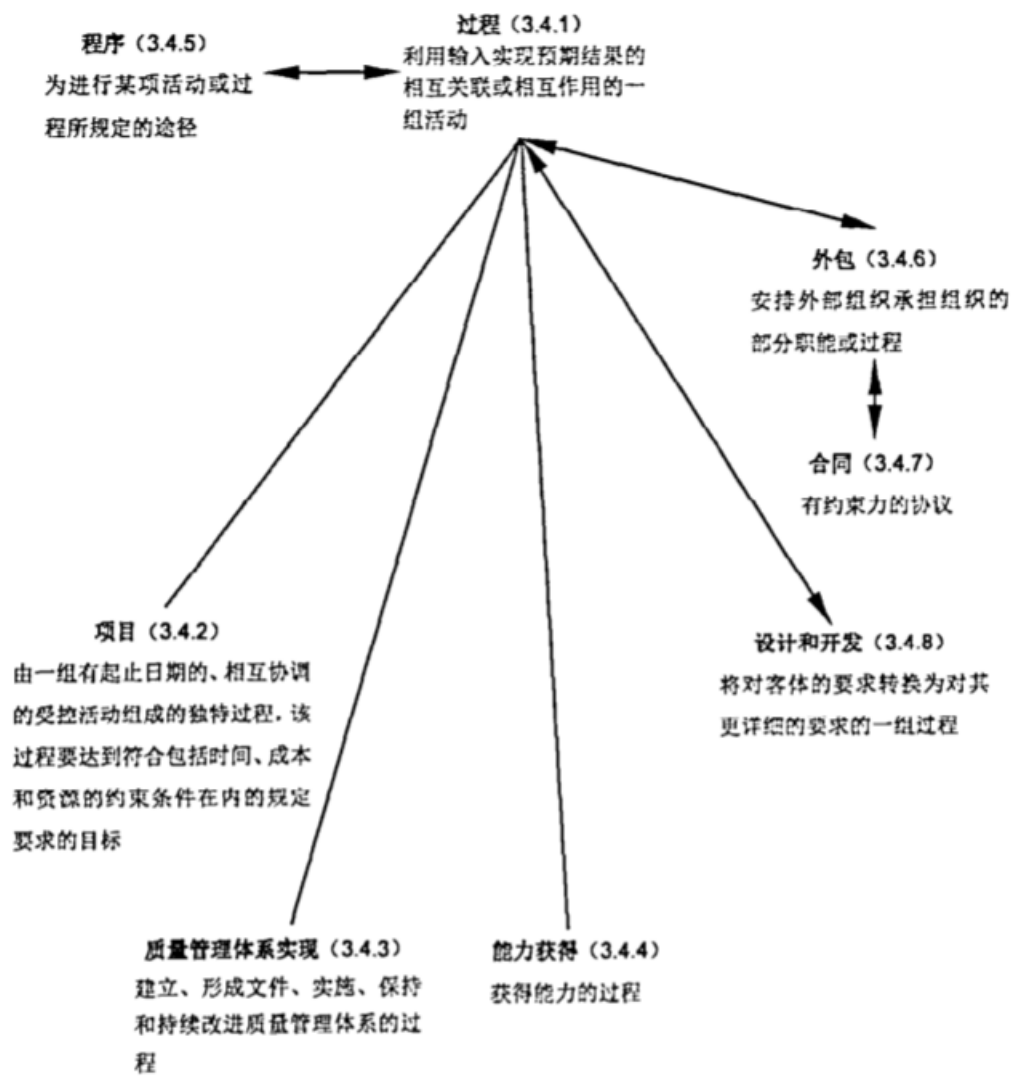 过程（3.4.1）
利用输入实现预期结果的
相互关联或相互作用的一
组活动
程序（3.4.5）
为进行某项活动或过
程所规定的途径
外包（3.4.6）
安排外部组织承担组织的
部分职能或过程
合同（3.4.7）
有约束力的协议
项目（3.4.2）
由一组有起止日期的、相互协调
的受控活动组成的独特过程，该
过程要达到符合包括时间、成本
和资源的约束条件在内的规定
要求的目标
设计和开发（3.4.8）
将对客体的要求转换为对其
更详细的要求的一组过程
质量管理体系实现（3.4.3）
建立、形成文件、实施、保持
和持续改进质量管理体系的过
程
能力获得（3.4.4）
获得能力的过程